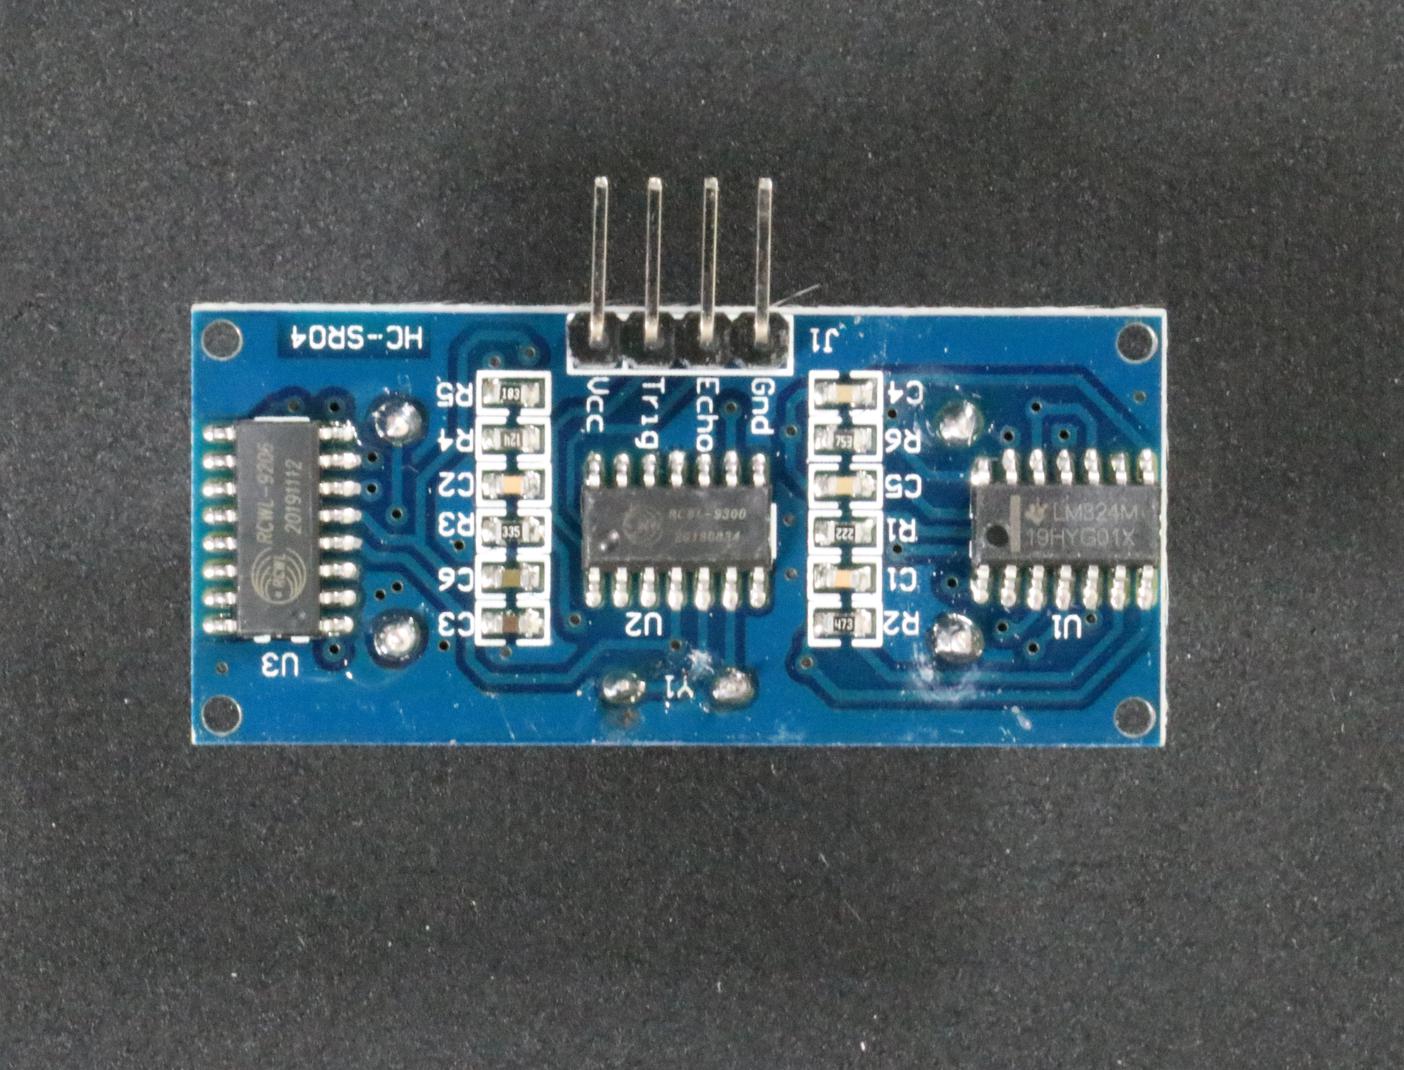 HC-SR04
J1
Vcc
Trig
Echo
Gnd
R5
103
R4
124
C2
R3
335
C6
C3
C4
R6
753
C5
R1
222
C1
R2
473
RCWL-9206
20191112
RCWL
U3
RCWL-9300
U2
Y1
LM324M
19HYG01X
U1